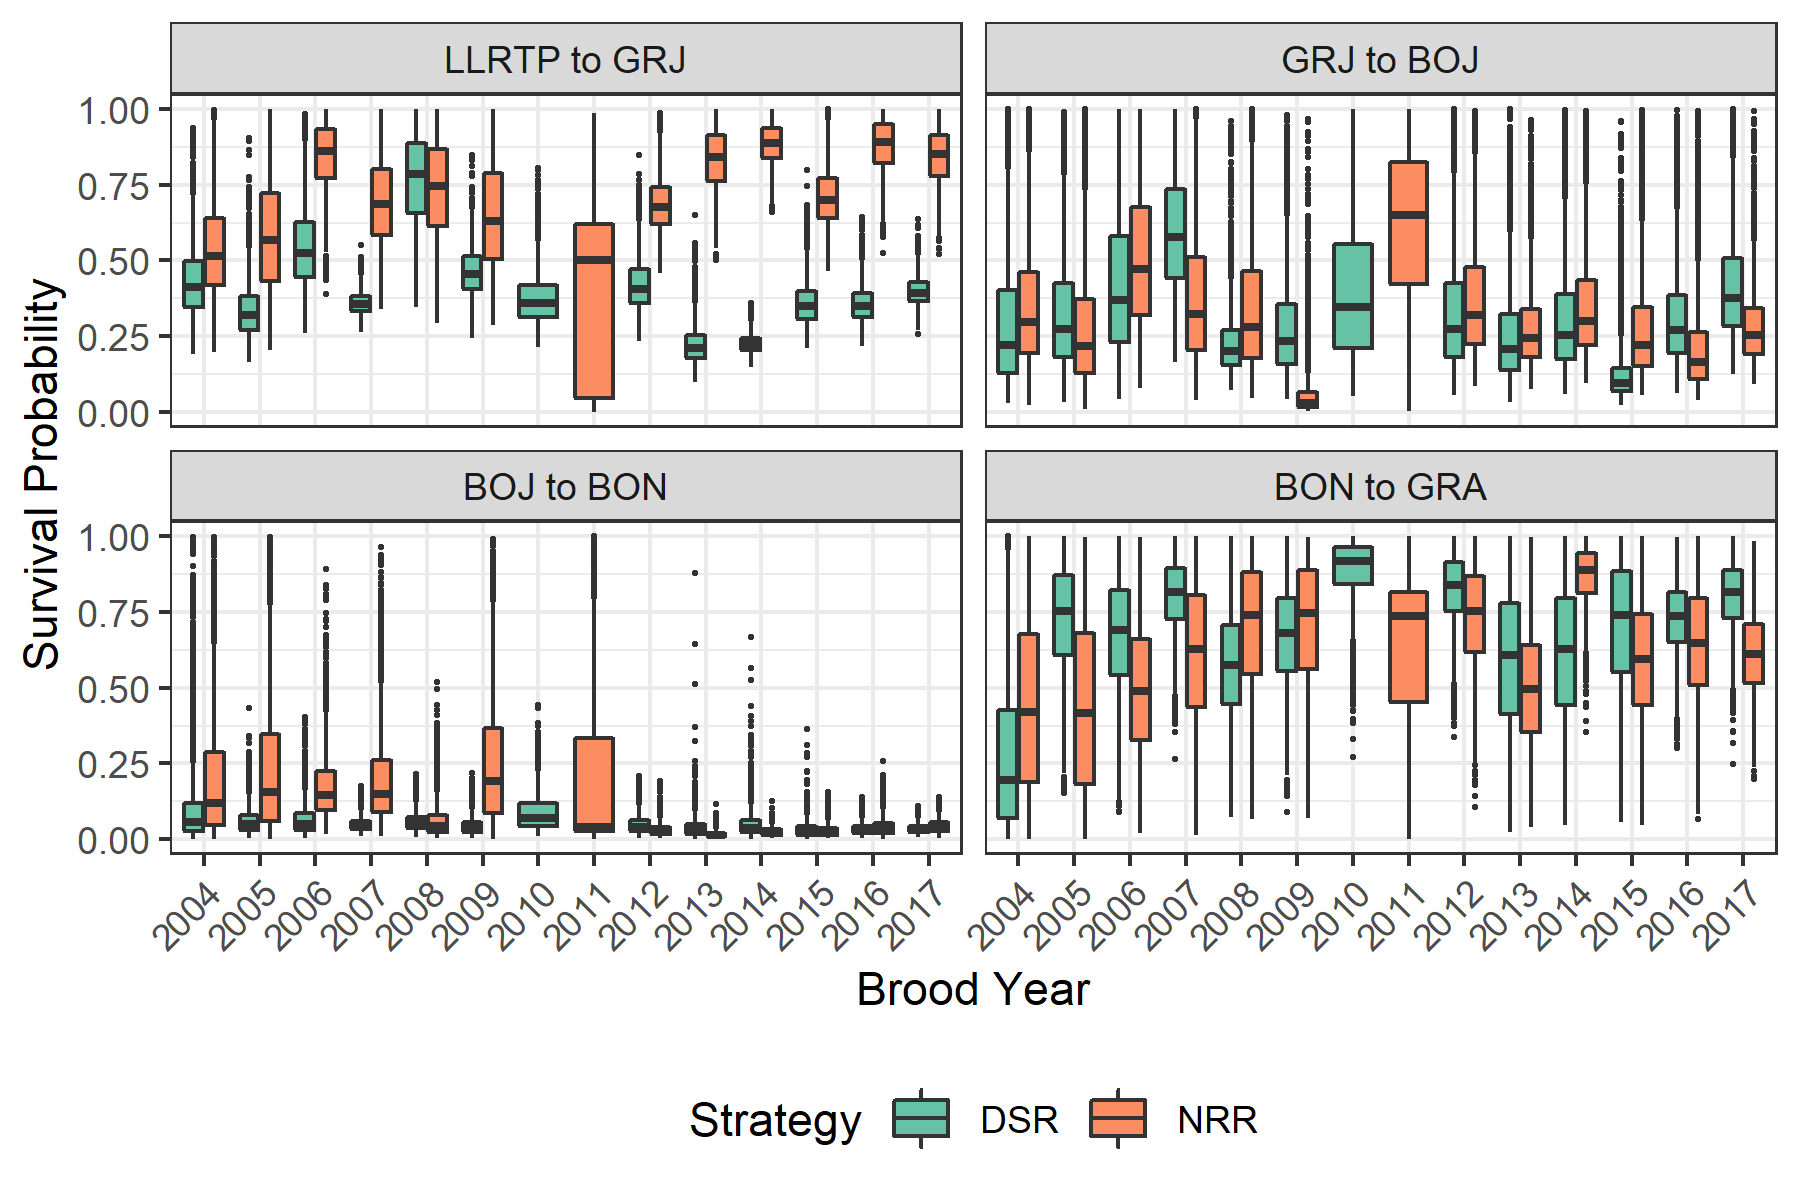 LLRTP to GRJ
GRJ to BOJ
1.00
0.75
0.50
0.25
0.00
BOJ to BON
BON to GRA
1.00
0.75
0.50
0.25
0.00
Survival Probability
2004 2005 2006 2007 2008 2009 2010 2011 2012 2013 2014 2015 2016 2017
2004 2005 2006 2007 2008 2009 2010 2011 2012 2013 2014 2015 2016 2017
Brood Year
Strategy DSR NRR